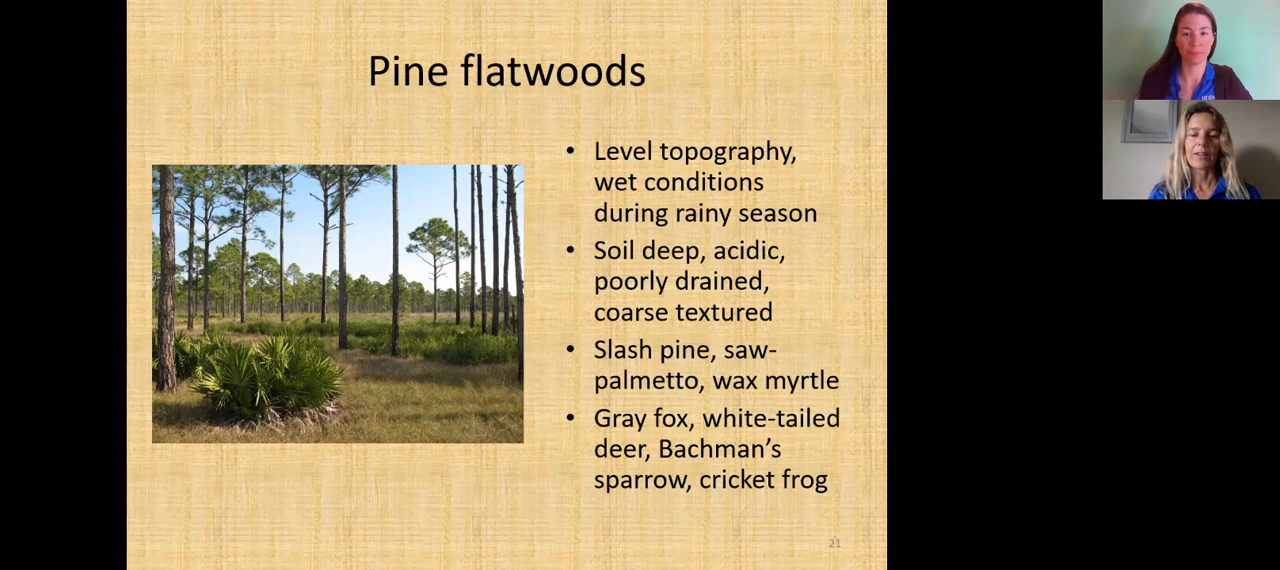 Pine flatwoods
• Level topography,
wet conditions
during rainy season
• Soil deep, acidic,
poorly drained,
coarse textured
• Slash pine, saw-
palmetto, wax myrtle
• Gray fox, white-tailed
deer, Bachman’s
sparrow, cricket frog
21